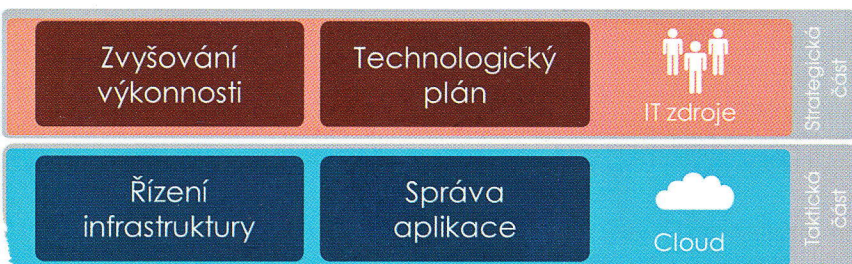 Zvyšování
výkonnosti
Technologický
plán
IT zdroje
Strategická
část
Řízení
infrastruktury
Správa
aplikace
Cloud
Taktická
část